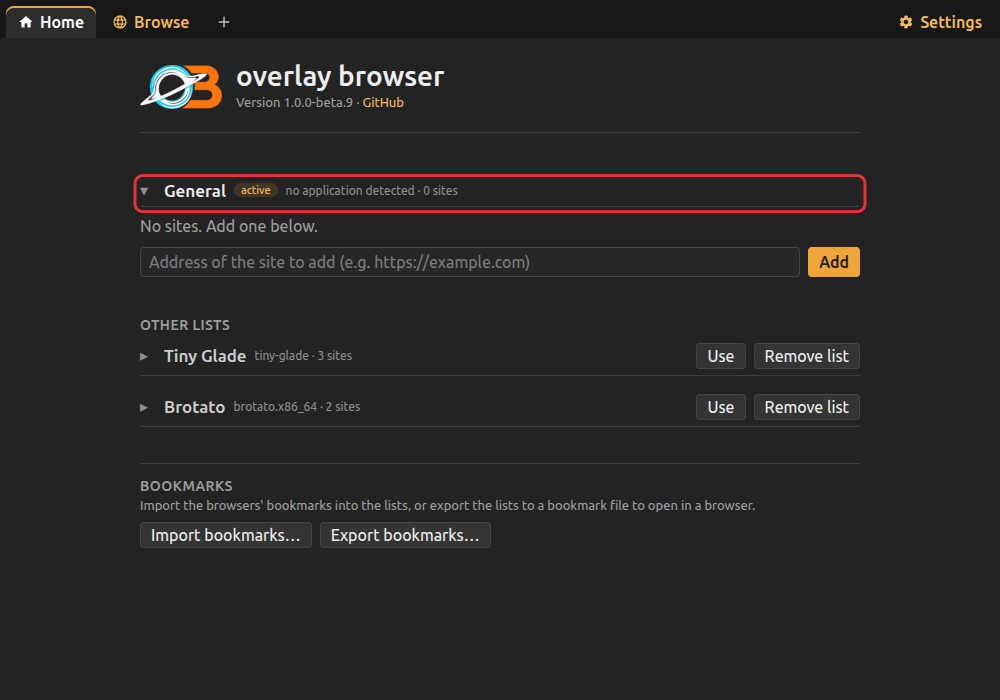 Home Browse + Settings
overlay browser
Version 1.0.0-beta.9 · GitHub
General active no application detected · 0 sites
No sites. Add one below.
Address of the site to add (e.g. https://example.com) Add
OTHER LISTS
Tiny Glade tiny-glade · 3 sites Use Remove list
Brotato brotato.x86_64 · 2 sites Use Remove list
BOOKMARKS
Import the browsers' bookmarks into the lists, or export the lists to a bookmark file to open in a browser.
Import bookmarks... Export bookmarks...